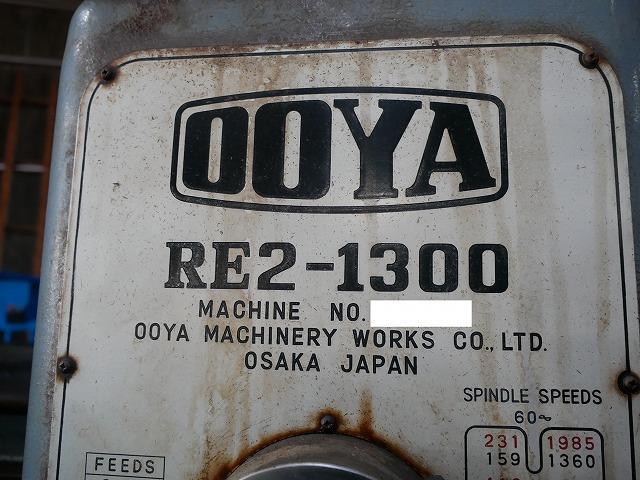 OOYA
RE2-1300
MACHINE NO.
OOYA MACHINERY WORKS CO., LTD.
OSAKA JAPAN
SPINDLE SPEEDS
60~
231 1985
159 1360
FEEDS